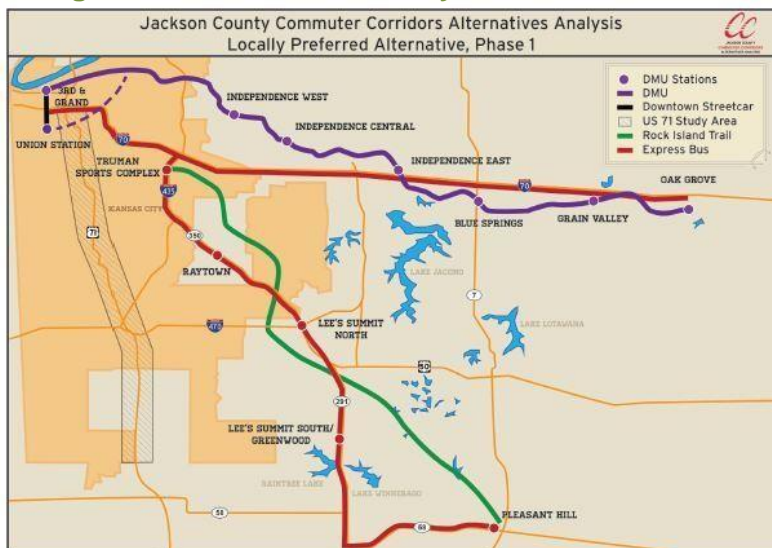 Jackson County Commuter Corridors Alternatives Analysis
Locally Preferred Alternative, Phase 1
CC
DMU Stations
DMU
Downtown Streetcar
US 71 Study Area
Rock Island Trail
Express Bus
3RD &
GRAND
UNION STATION
INDEPENDENCE WEST
INDEPENDENCE CENTRAL
INDEPENDENCE EAST
70
TRUMAN
SPORTS COMPLEX
435
KANSAS CITY
70
OAK GROVE
BLUE SPRINGS
GRAIN VALLEY
71
350
RAYTOWN
LAKE JACOMO
7
LAKE LOTAWANA
470
LEE'S SUMMIT
NORTH
50
291
LEE'S SUMMIT SOUTH/
GREENWOOD
RAINTREE LAKE
LAKE WINNEBAGO
58
58
PLEASANT HILL